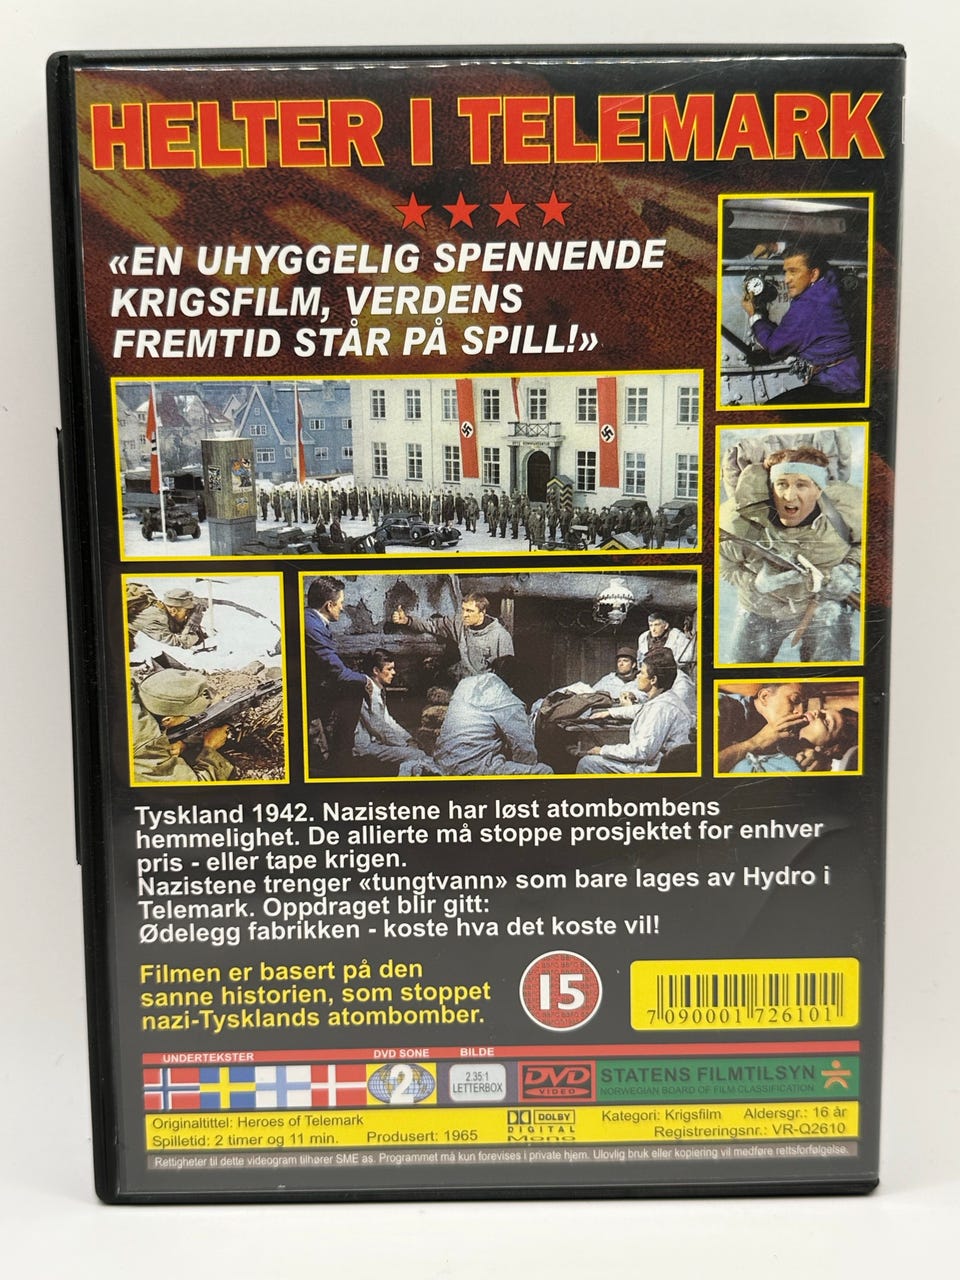 HELTER I TELEMARK
«EN UHYGGELIG SPENNENDE
KRIGSFILM, VERDENS
FREMTID STÅR PÅ SPILL!»
Tyskland 1942. Nazistene har løst atombombens
hemmelighet. De allierte må stoppe prosjektet for enhver
pris - eller tape krigen.
Nazistene trenger «tungtvann» som bare lages av Hydro i
Telemark. Oppdraget blir gitt:
Ødelegg fabrikken - koste hva det koste vil!
Filmen er basert på den
sanne historien, som stoppet
nazi-Tysklands atombomber.
15
7 090001 726101
UNDERTEKSTER
DVD SONE
BILDE
2
2.35:1
LETTERBOX
DVD
VIDEO
STATENS FILMTILSYN
NORWEGIAN BOARD OF FILM CLASSIFICATION
Originaltittel: Heroes of Telemark
Spilletid: 2 timer og 11 min.
Produsert: 1965
DOLBY
DIGITAL
Mono
Kategori: Krigsfilm
Aldersgr.: 16 år
Registreringsnr.: VR-Q2610
Rettigheter til dette videogram tilhører SME as. Programmet må kun forevises i private hjem. Ulovlig bruk eller kopiering vil medføre rettsforfølgelse.